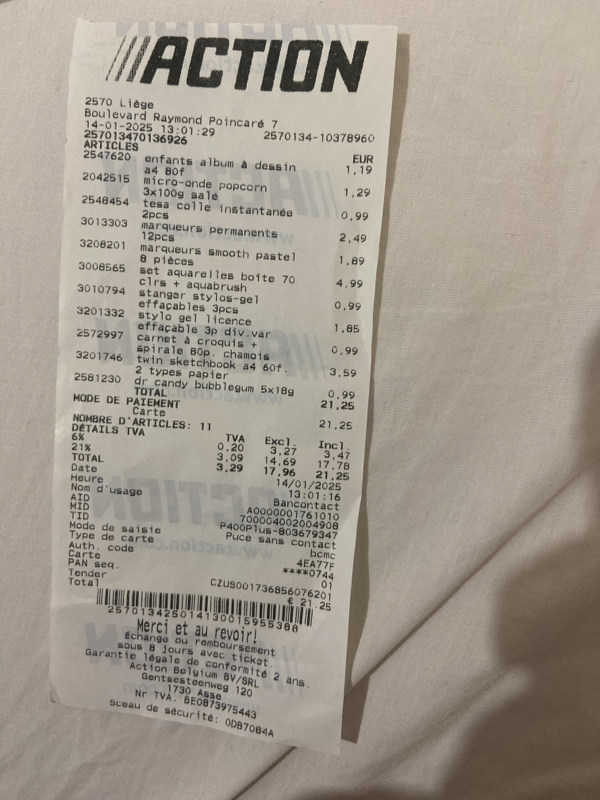 ACTION
2570 Liège
Boulevard Raymond Poincaré 7
14-01-2025 13:01:29 2570134-10378960
257013470136926
ARTICLES EUR
2547620 enfants album à dessin 1,19
a4 80f
2042515 micro-onde popcorn 1,29
3x100g salé
2548454 tesa colle instantanée 0,99
2pcs
3013303 marqueurs permanents 2,49
12pcs
3208201 marqueurs smooth pastel 1,89
8 pièces
3008565 set aquarelles boite 70 4,99
clrs + aquabrush
3010794 stanger stylos-gel 0,99
effaçables 3pcs
3201332 stylo gel licence 1,85
effaçable 3p div.var
2572997 carnet à croquis + 0,99
spirale 80p. chamois
3201746 twin sketchbook a4 60f. 3,59
2 types papier
2581230 dr candy bubblegum 5x18g 0,99
TOTAL 21,25
MODE DE PAIEMENT
Carte 21,25
NOMBRE D'ARTICLES: 11
DÉTAILS TVA TVA Excl. Incl.
6% 0,20 3,27 3,47
21% 3,09 14,69 17,78
TOTAL 3,29 17,96 21,25
Date 14/01/2025
Heure 13:01:16
Nom d'usage Bancontact
AID A0000001761010
MID 700004002004908
TID P400Plus-803679347
Mode de saisie Puce sans contact
Type de carte bcmc
Auth. code 4EA77F
Carte ****0744
PAN seq. 01
Tender CZUS001736856076201
Total € 21.25
2570134250141300159553​88
Merci et au revoir!
échange ou remboursement
sous 8 jours avec ticket.
Garantie légale de conformité 2 ans.
Action Belgium BV/SRL
Gentsesteenweg 120
1730 Asse
Nr TVA. BE0873975443
Sceau de sécurité: 0DB7084A